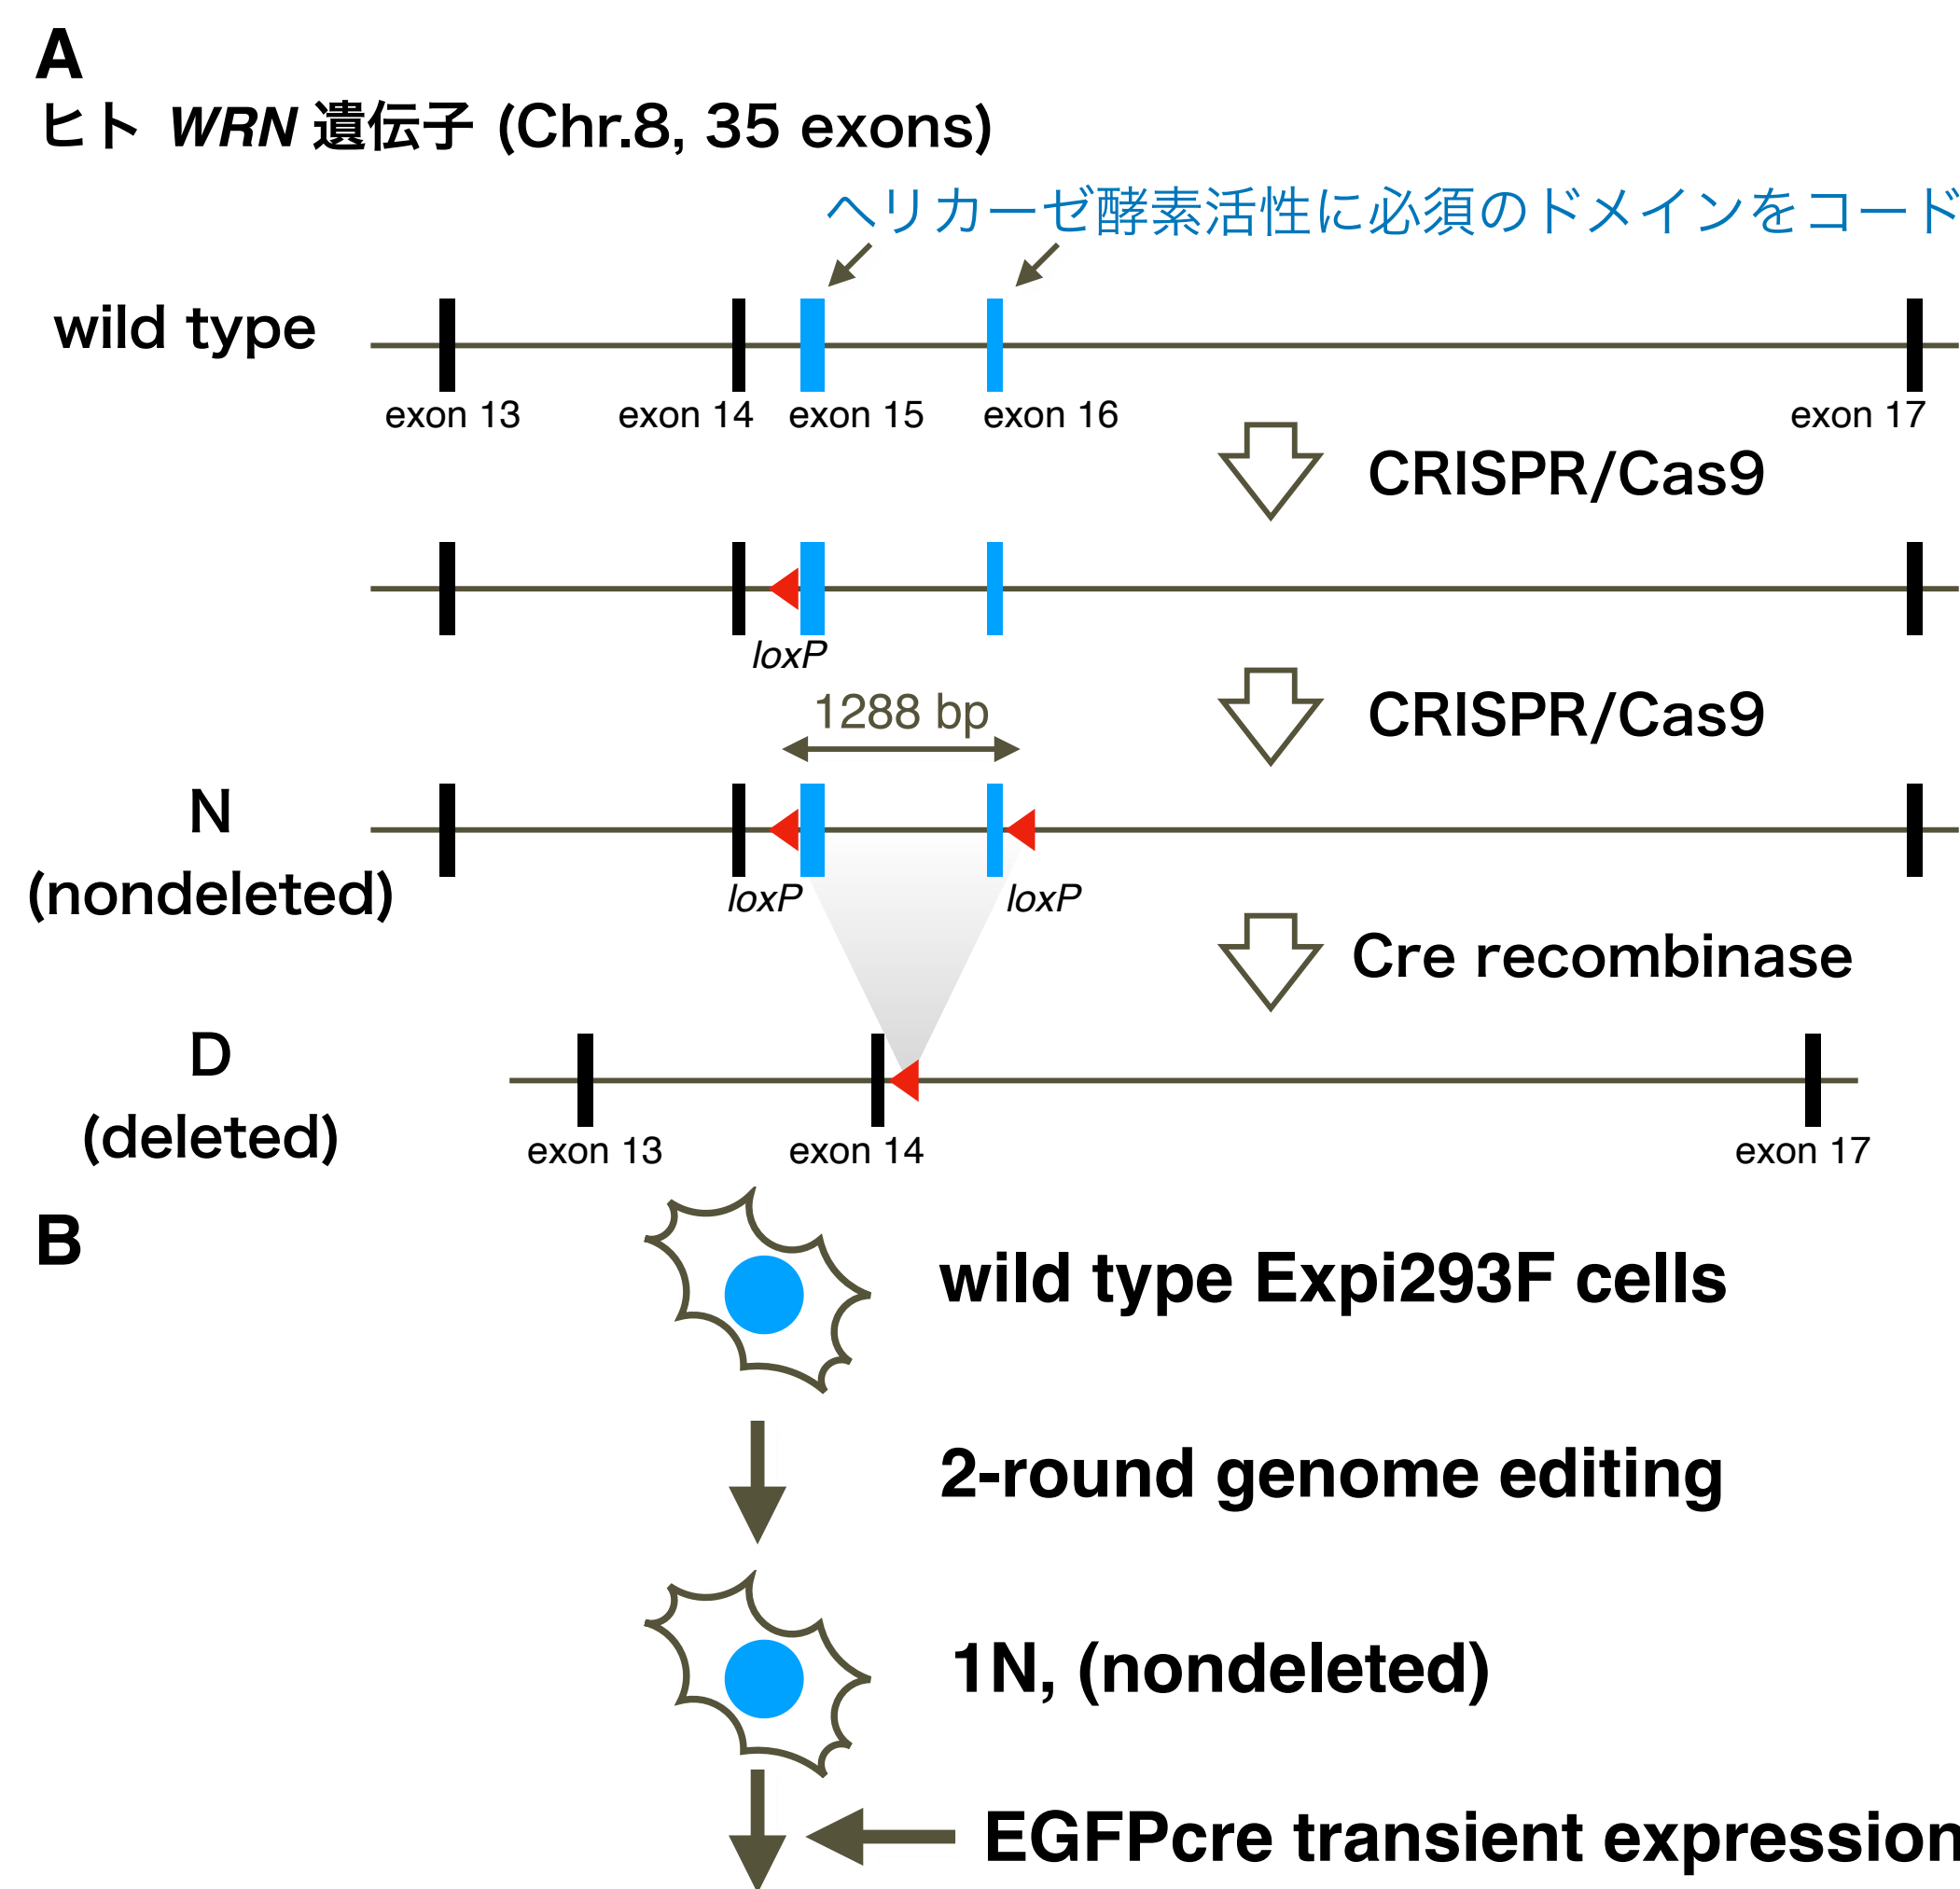 A
ヒト WRN 遺伝子 (Chr.8, 35 exons)
ヘリカーゼ酵素活性に必須のドメインをコード
wild type
exon 13 exon 14 exon 15 exon 16 exon 17
CRISPR/Cas9
loxP
1288 bp
CRISPR/Cas9
N
(nondeleted)
loxP loxP
Cre recombinase
D
(deleted)
exon 13 exon 14 exon 17
B
wild type Expi293F cells
2-round genome editing
1N, (nondeleted)
EGFPcre transient expression